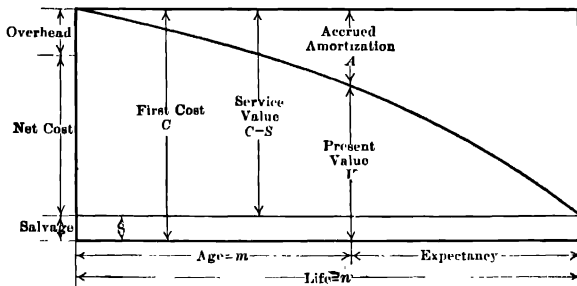 Overhead
Net Cost
Salvage
First Cost
C
Service
Value
C-S
Accrued
Amortization
A
Present
Value
V
S
Age=m
Expectancy
Life=n